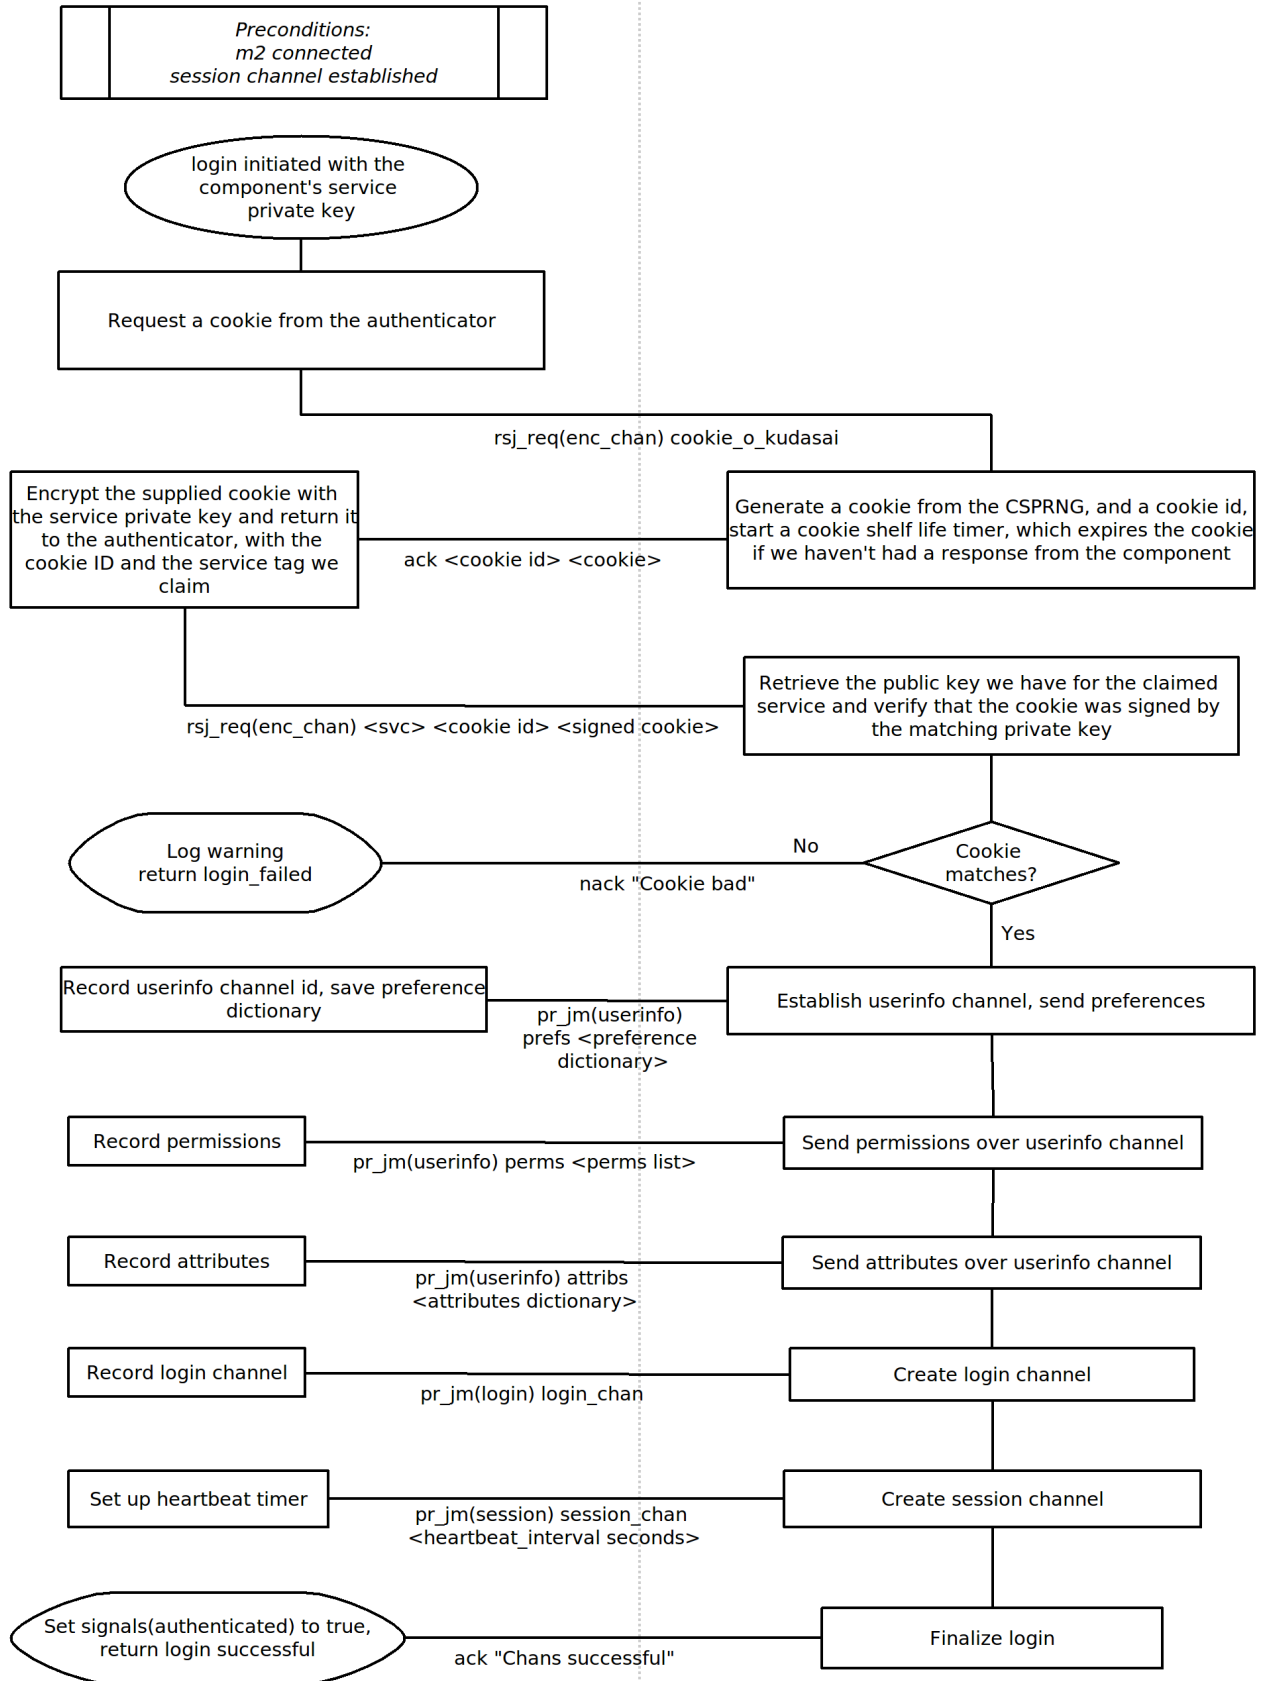 Preconditions:
m2 connected
session channel established
login initiated with the
component's service
private key
Request a cookie from the authenticator
rsj_req(enc_chan) cookie_o_kudasai
Encrypt the supplied cookie with
the service private key and return it
to the authenticator, with the
cookie ID and the service tag we
claim
ack <cookie id> <cookie>
Generate a cookie from the CSPRNG, and a cookie id,
start a cookie shelf life timer, which expires the cookie
if we haven't had a response from the component
rsj_req(enc_chan) <svc> <cookie id> <signed cookie>
Retrieve the public key we have for the claimed
service and verify that the cookie was signed by
the matching private key
Log warning
return login_failed
No
nack "Cookie bad"
Cookie
matches?
Yes
Record userinfo channel id, save preference
dictionary
pr_jm(userinfo)
prefs <preference
dictionary>
Establish userinfo channel, send preferences
Record permissions
pr_jm(userinfo) perms <perms list>
Send permissions over userinfo channel
Record attributes
pr_jm(userinfo) attribs
<attributes dictionary>
Send attributes over userinfo channel
Record login channel
pr_jm(login) login_chan
Create login channel
Set up heartbeat timer
pr_jm(session) session_chan
<heartbeat_interval seconds>
Create session channel
Set signals(authenticated) to true,
return login successful
ack "Chans successful"
Finalize login